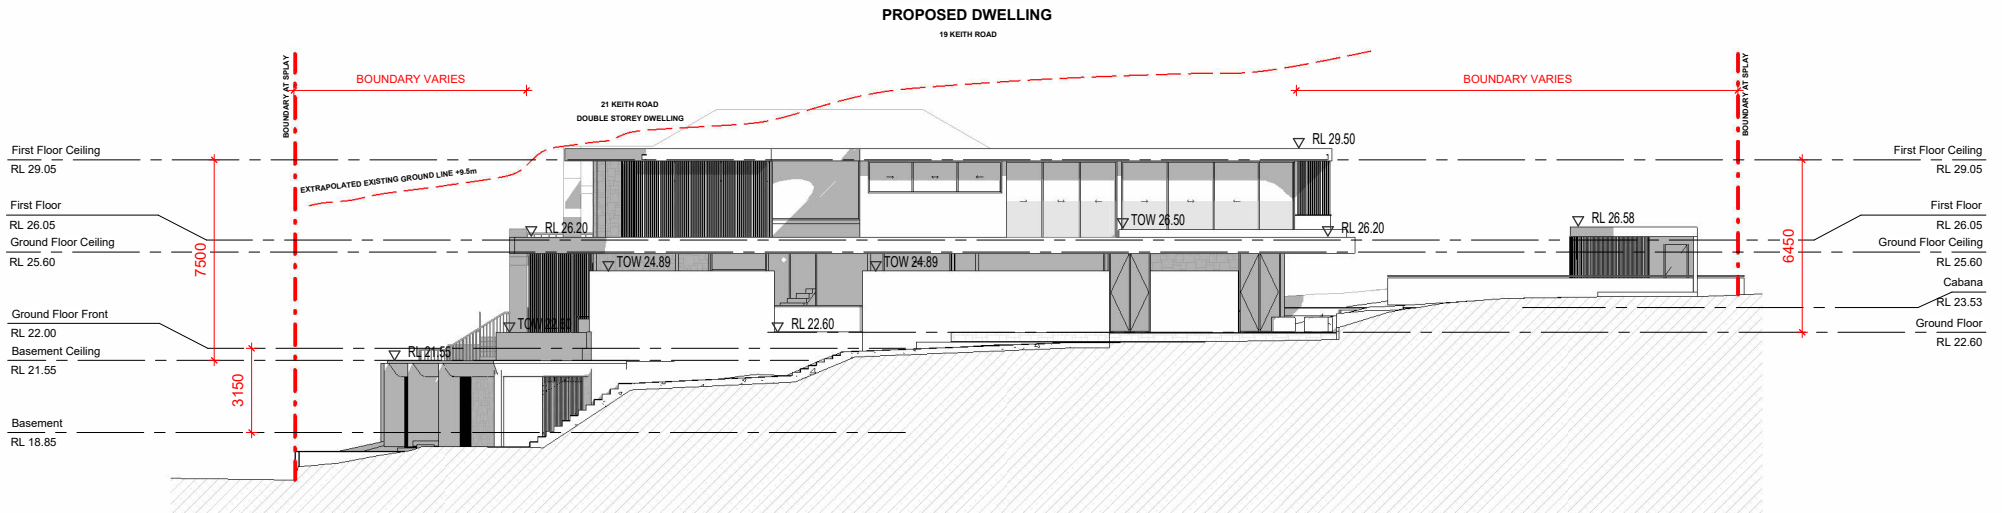 PROPOSED DWELLING
19 KEITH ROAD
BOUNDARY AT SPLAY
BOUNDARY VARIES
BOUNDARY VARIES
BOUNDARY AT SPLAY
21 KEITH ROAD
DOUBLE STOREY DWELLING
EXTRAPOLATED EXISTING GROUND LINE +9.5m
First Floor Ceiling
RL 29.05
First Floor
RL 26.05
Ground Floor Ceiling
RL 25.60
Ground Floor Front
RL 22.00
Basement Ceiling
RL 21.55
Basement
RL 18.85
7500
3150
RL 29.50
RL 26.20
TOW 26.50
RL 26.20
RL 26.58
TOW 24.89
TOW 24.89
RL 22.60
RL 21.55
6450
First Floor Ceiling
RL 29.05
First Floor
RL 26.05
Ground Floor Ceiling
RL 25.60
Cabana
RL 23.53
Ground Floor
RL 22.60